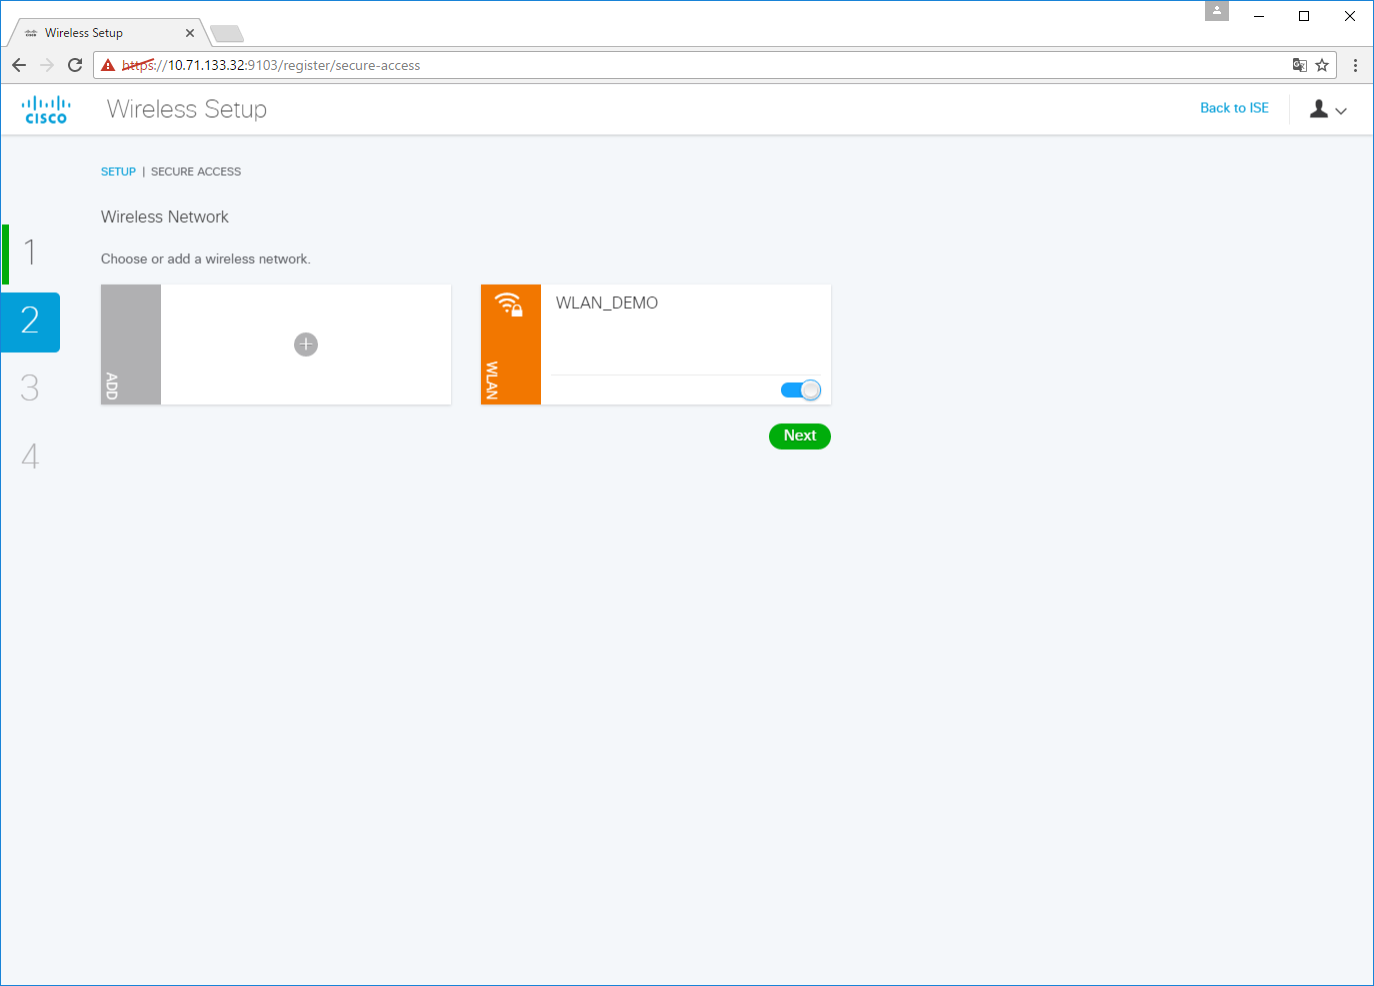 Wireless Setup
https://10.71.133.32:9103/register/secure-access
CISCO
Wireless Setup
Back to ISE
SETUP | SECURE ACCESS
Wireless Network
Choose or add a wireless network.
1
2
3
4
ADD
WLAN
WLAN_DEMO
Next